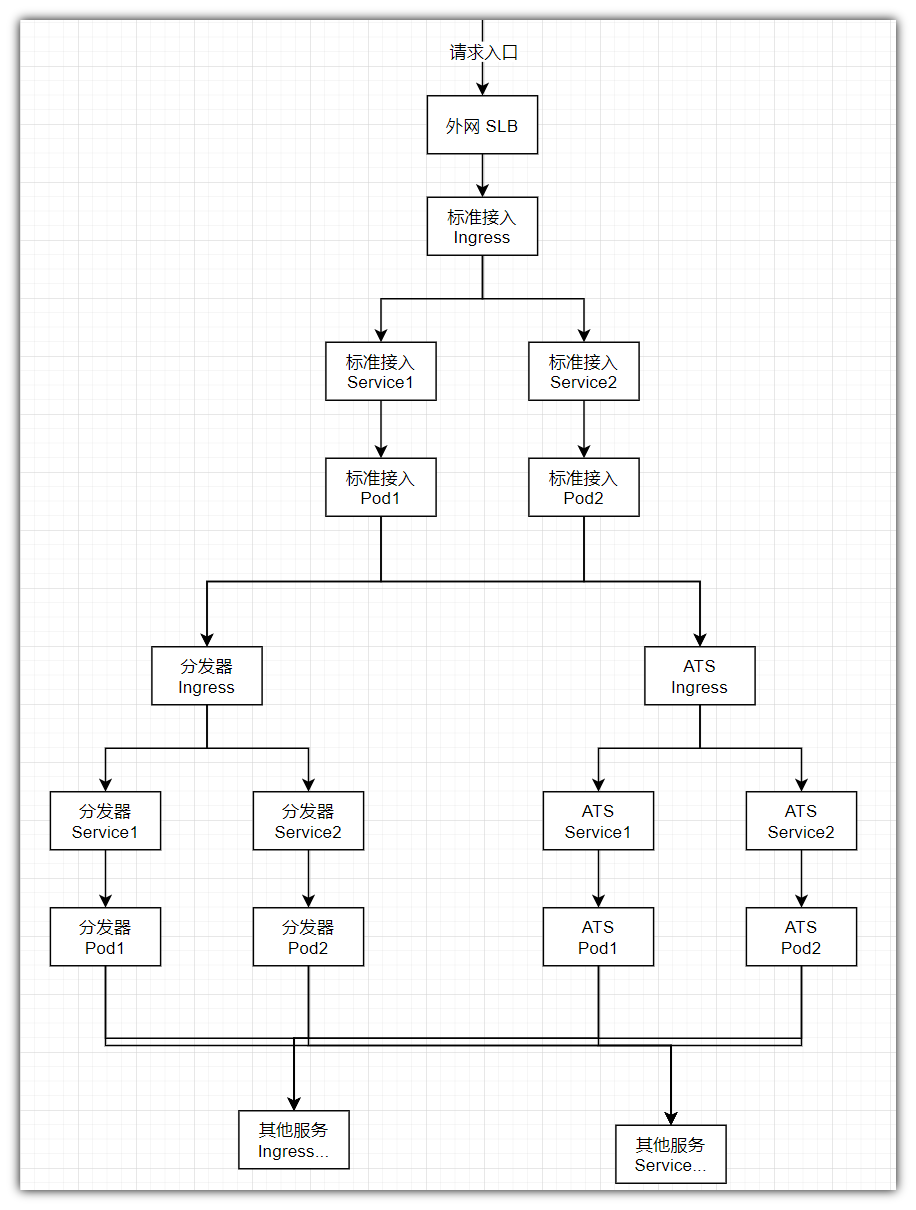 请求入口
外网 SLB
标准接入
Ingress
标准接入
Service1
标准接入
Service2
标准接入
Pod1
标准接入
Pod2
分发器
Ingress
ATS
Ingress
分发器
Service1
分发器
Service2
ATS
Service1
ATS
Service2
分发器
Pod1
分发器
Pod2
ATS
Pod1
ATS
Pod2
其他服务
Ingress...
其他服务
Service...